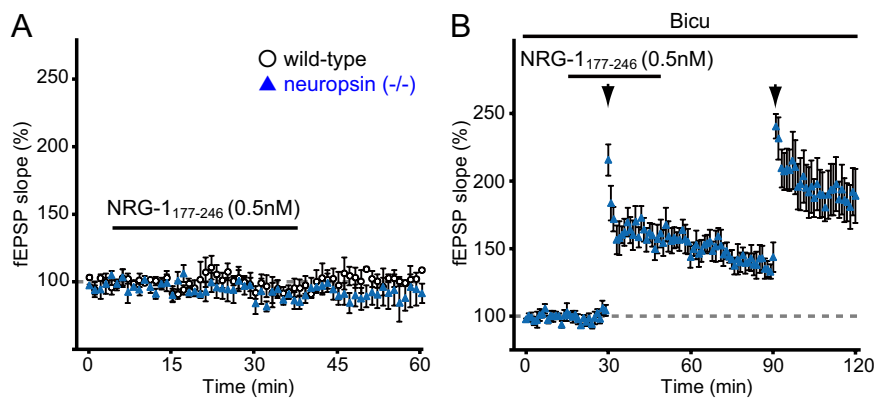 A
wild-type
neuropsin (-/-)
NRG-1177-246 (0.5nM)
fEPSP slope (%)
250
200
150
100
0
15
30
45
60
Time (min)
B
Bicu
NRG-1177-246 (0.5nM)
fEPSP slope (%)
250
200
150
100
0
30
60
90
120
Time (min)